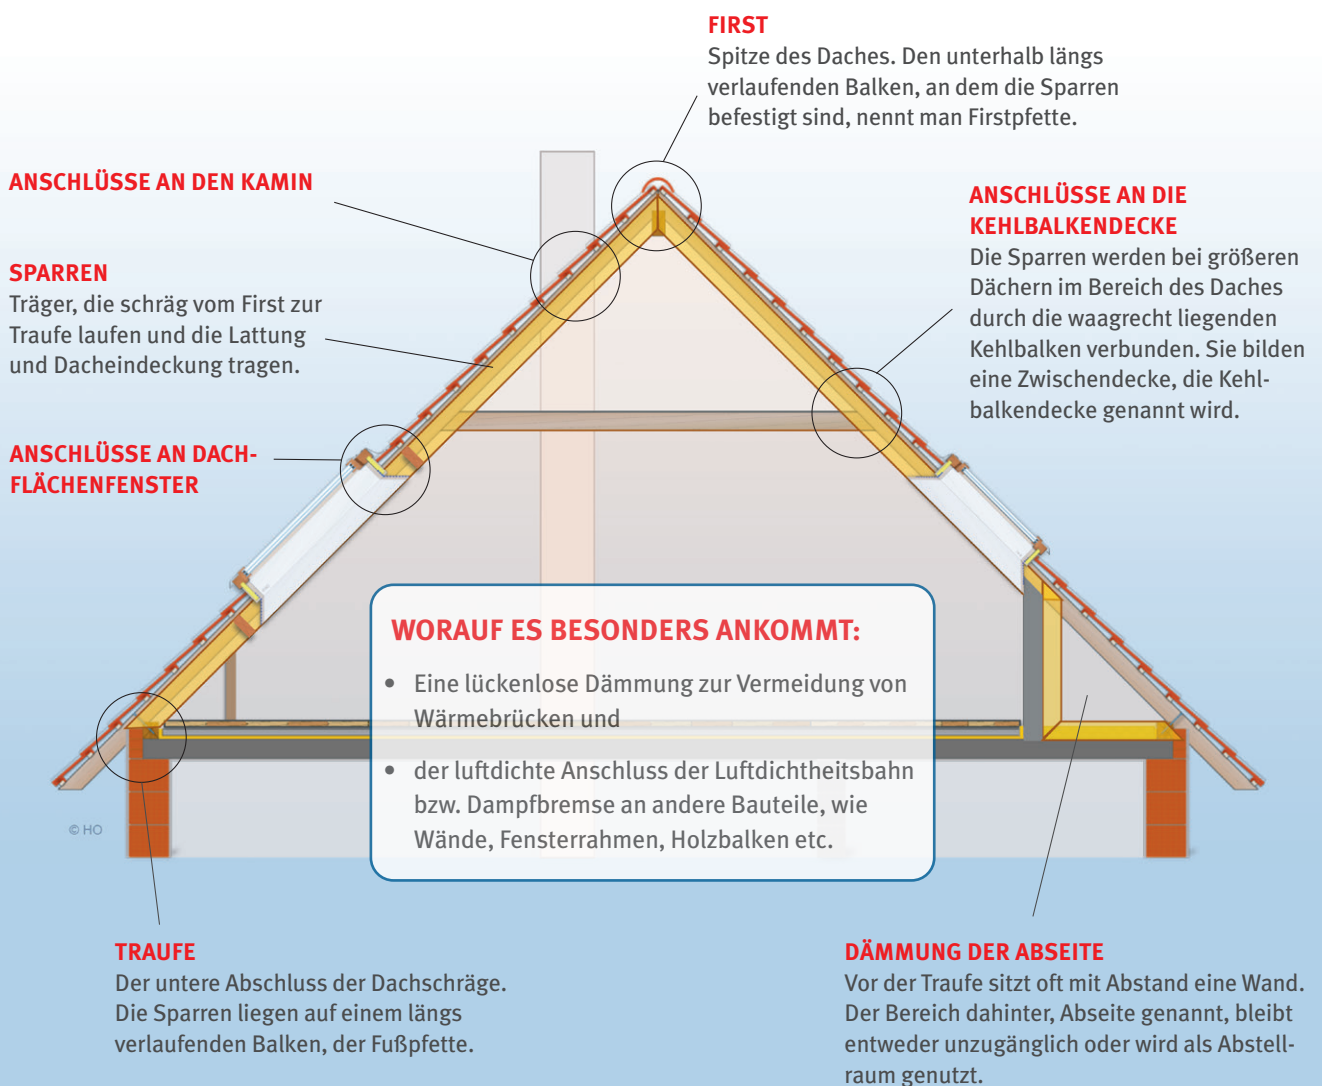 FIRST
Spitze des Daches. Den unterhalb längs
verlaufenden Balken, an dem die Sparren
befestigt sind, nennt man Firstpfette.
ANSCHLÜSSE AN DEN KAMIN
SPARREN
Träger, die schräg vom First zur
Traufe laufen und die Lattung
und Dacheindeckung tragen.
ANSCHLÜSSE AN DACH-
FLÄCHENFENSTER
ANSCHLÜSSE AN DIE
KEHLBALKENDECKE
Die Sparren werden bei größeren
Dächern im Bereich des Daches
durch die waagrecht liegenden
Kehlbalken verbunden. Sie bilden
eine Zwischendecke, die Kehl-
balkendecke genannt wird.
WORAUF ES BESONDERS ANKOMMT:
• Eine lückenlose Dämmung zur Vermeidung von
Wärmebrücken und
• der luftdichte Anschluss der Luftdichtheitsbahn
bzw. Dampfbremse an andere Bauteile, wie
Wände, Fensterrahmen, Holzbalken etc.
© HO
TRAUFE
Der untere Abschluss der Dachschräge.
Die Sparren liegen auf einem längs
verlaufenden Balken, der Fußpfette.
DÄMMUNG DER ABSEITE
Vor der Traufe sitzt oft mit Abstand eine Wand.
Der Bereich dahinter, Abseite genannt, bleibt
entweder unzugänglich oder wird als Abstell-
raum genutzt.